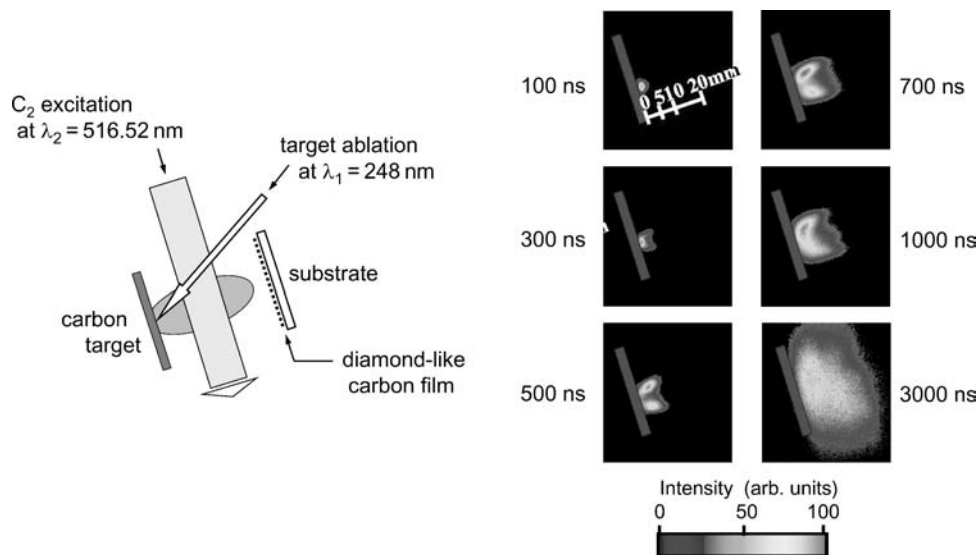 C₂ excitation
at λ₂ = 516.52 nm
target ablation
at λ₁ = 248 nm
substrate
carbon
target
diamond-like
carbon film
100 ns
0 5 10 20mm
700 ns
300 ns
1000 ns
500 ns
3000 ns
Intensity (arb. units)
0 50 100